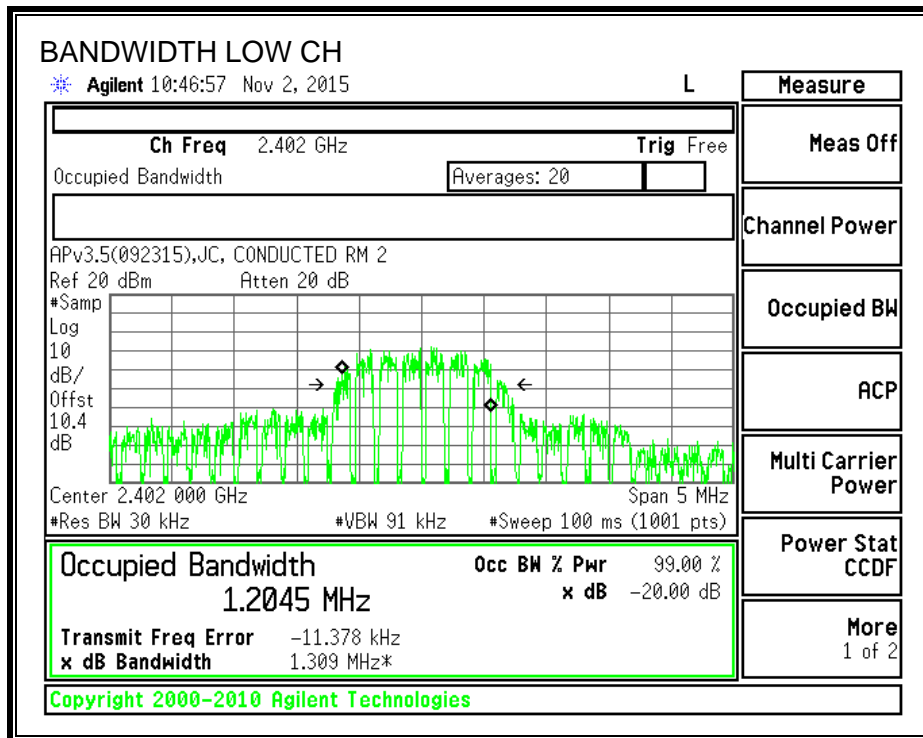 BANDWIDTH LOW CH
Agilent 10:46:57 Nov 2, 2015 L
Measure
Ch Freq 2.402 GHz Trig Free
Meas Off
Occupied Bandwidth Averages: 20
Channel Power
APv3.5(092315),JC, CONDUCTED RM 2
Ref 20 dBm Atten 20 dB
#Samp
Log
10
dB/
Offst
10.4
dB
Occupied BW
ACP
Multi Carrier
Power
Center 2.402 000 GHz Span 5 MHz
#Res BW 30 kHz #VBW 91 kHz #Sweep 100 ms (1001 pts)
Occupied Bandwidth Occ BW % Pwr 99.00 %
1.2045 MHz x dB -20.00 dB
Transmit Freq Error -11.378 kHz
x dB Bandwidth 1.309 MHz*
Power Stat
CCDF
More
1 of 2
Copyright 2000-2010 Agilent Technologies